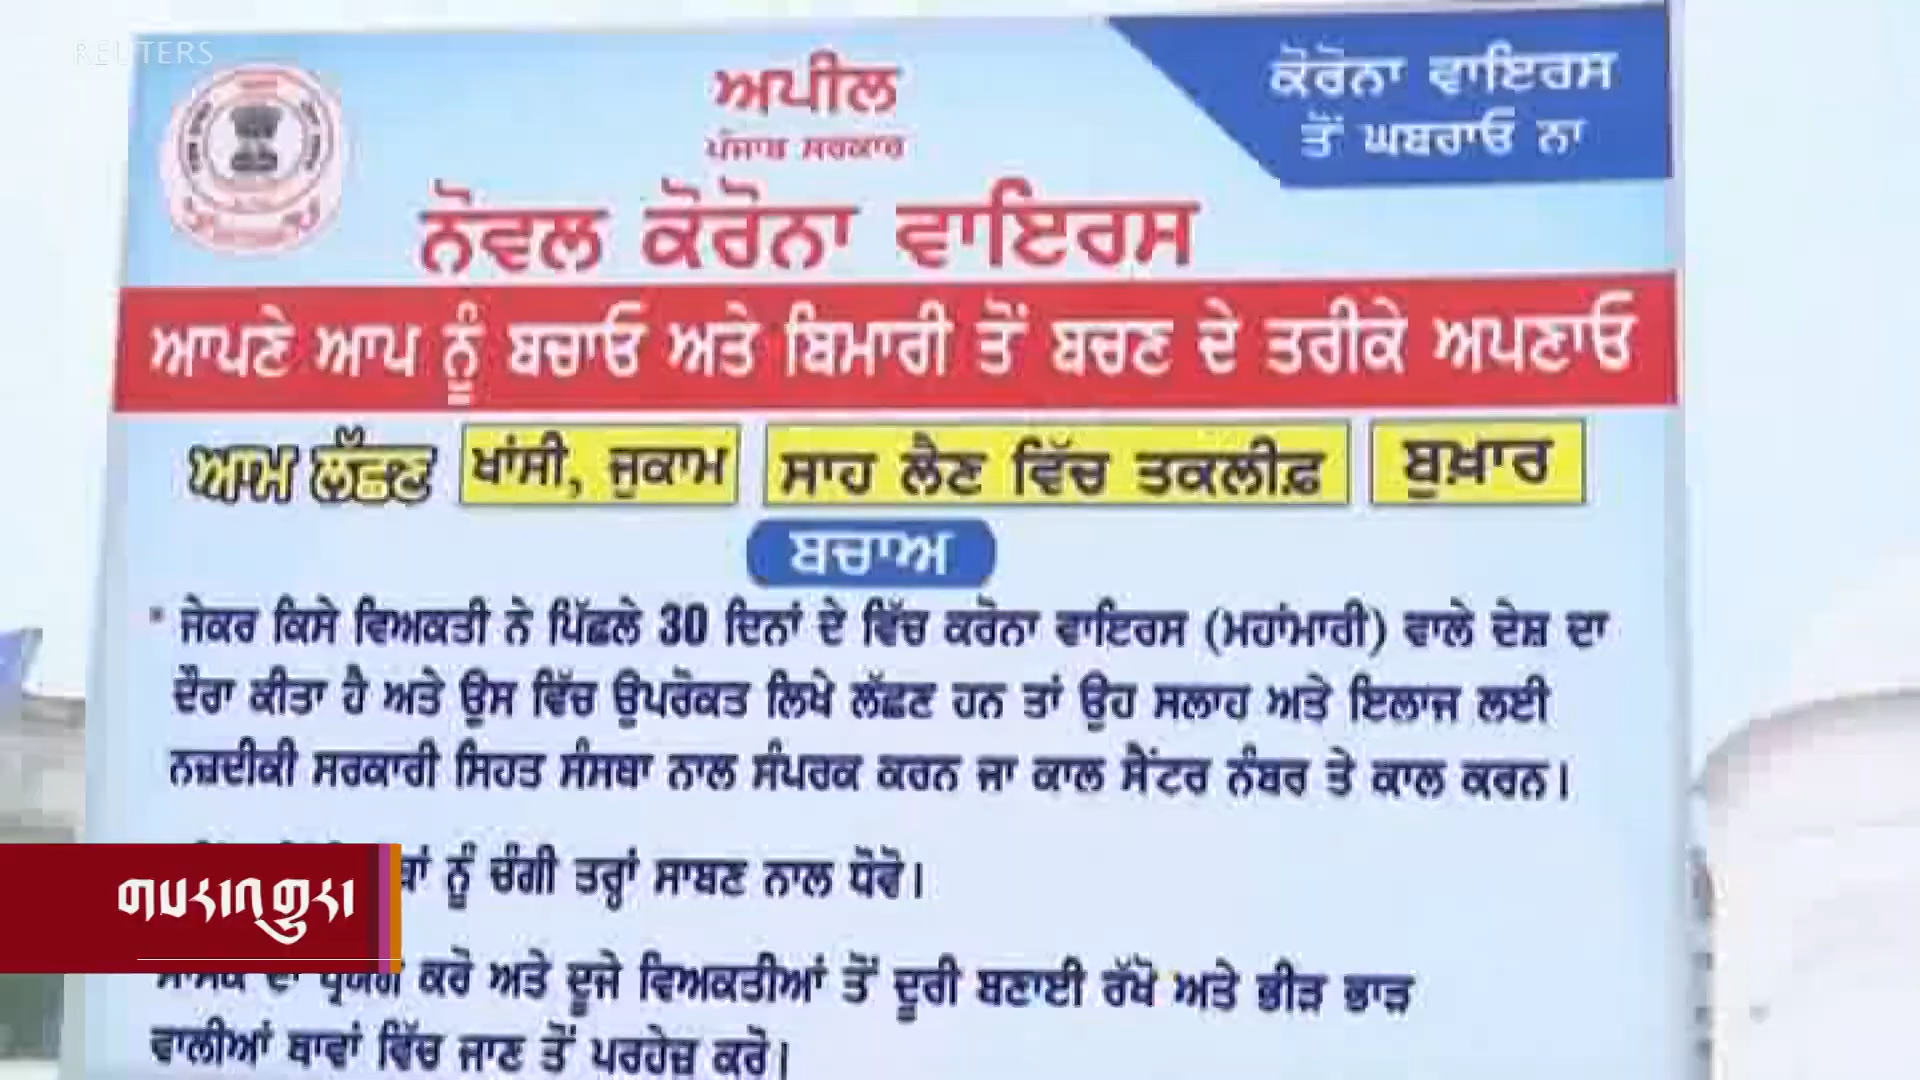 REUTERS
ਅਪੀਲ
ਪੰਜਾਬ ਸਰਕਾਰ
ਕੋਰੋਨਾ ਵਾਇਰਸ
ਤੋਂ ਘਬਰਾਓ ਨਾ
ਨੋਵਲ ਕੋਰੋਨਾ ਵਾਇਰਸ
ਆਪਣੇ ਆਪ ਨੂੰ ਬਚਾਓ ਅਤੇ ਬਿਮਾਰੀ ਤੋਂ ਬਚਣ ਦੇ ਤਰੀਕੇ ਅਪਣਾਓ
ਆਮ ਲੱਛਣ ਖਾਂਸੀ, ਜੁਕਾਮ ਸਾਹ ਲੈਣ ਵਿੱਚ ਤਕਲੀਫ਼ ਬੁਖ਼ਾਰ
ਬਚਾਅ
* ਜੇਕਰ ਕਿਸੇ ਵਿਅਕਤੀ ਨੇ ਪਿੱਛਲੇ 30 ਦਿਨਾਂ ਦੇ ਵਿੱਚ ਕਰੋਨਾ ਵਾਇਰਸ (ਮਹਾਂਮਾਰੀ) ਵਾਲੇ ਦੇਸ਼ ਦਾ
ਦੌਰਾ ਕੀਤਾ ਹੈ ਅਤੇ ਉਸ ਵਿੱਚ ਉਪਰੋਕਤ ਲਿਖੇ ਲੱਛਣ ਹਨ ਤਾਂ ਉਹ ਸਲਾਹ ਅਤੇ ਇਲਾਜ ਲਈ
ਨਜ਼ਦੀਕੀ ਸਰਕਾਰੀ ਸਿਹਤ ਸੰਸਥਾ ਨਾਲ ਸੰਪਰਕ ਕਰਨ ਜਾ ਕਾਲ ਸੈਂਟਰ ਨੰਬਰ ਤੇ ਕਾਲ ਕਰਨ।
ਨੂੰ ਚੰਗੀ ਤਰ੍ਹਾਂ ਸਾਬਣ ਨਾਲ ਧੋਵੋ।
ਕਰੋ ਅਤੇ ਦੂਜੇ ਵਿਅਕਤੀਆਂ ਤੋਂ ਦੂਰੀ ਬਣਾਈ ਰੱਖੋ ਅਤੇ ਭੀੜ ਭਾੜ
ਵਾਲੀਆਂ ਥਾਵਾਂ ਵਿੱਚ ਜਾਣ ਤੋਂ ਪਰਹੇਜ਼ ਕਰੋ।